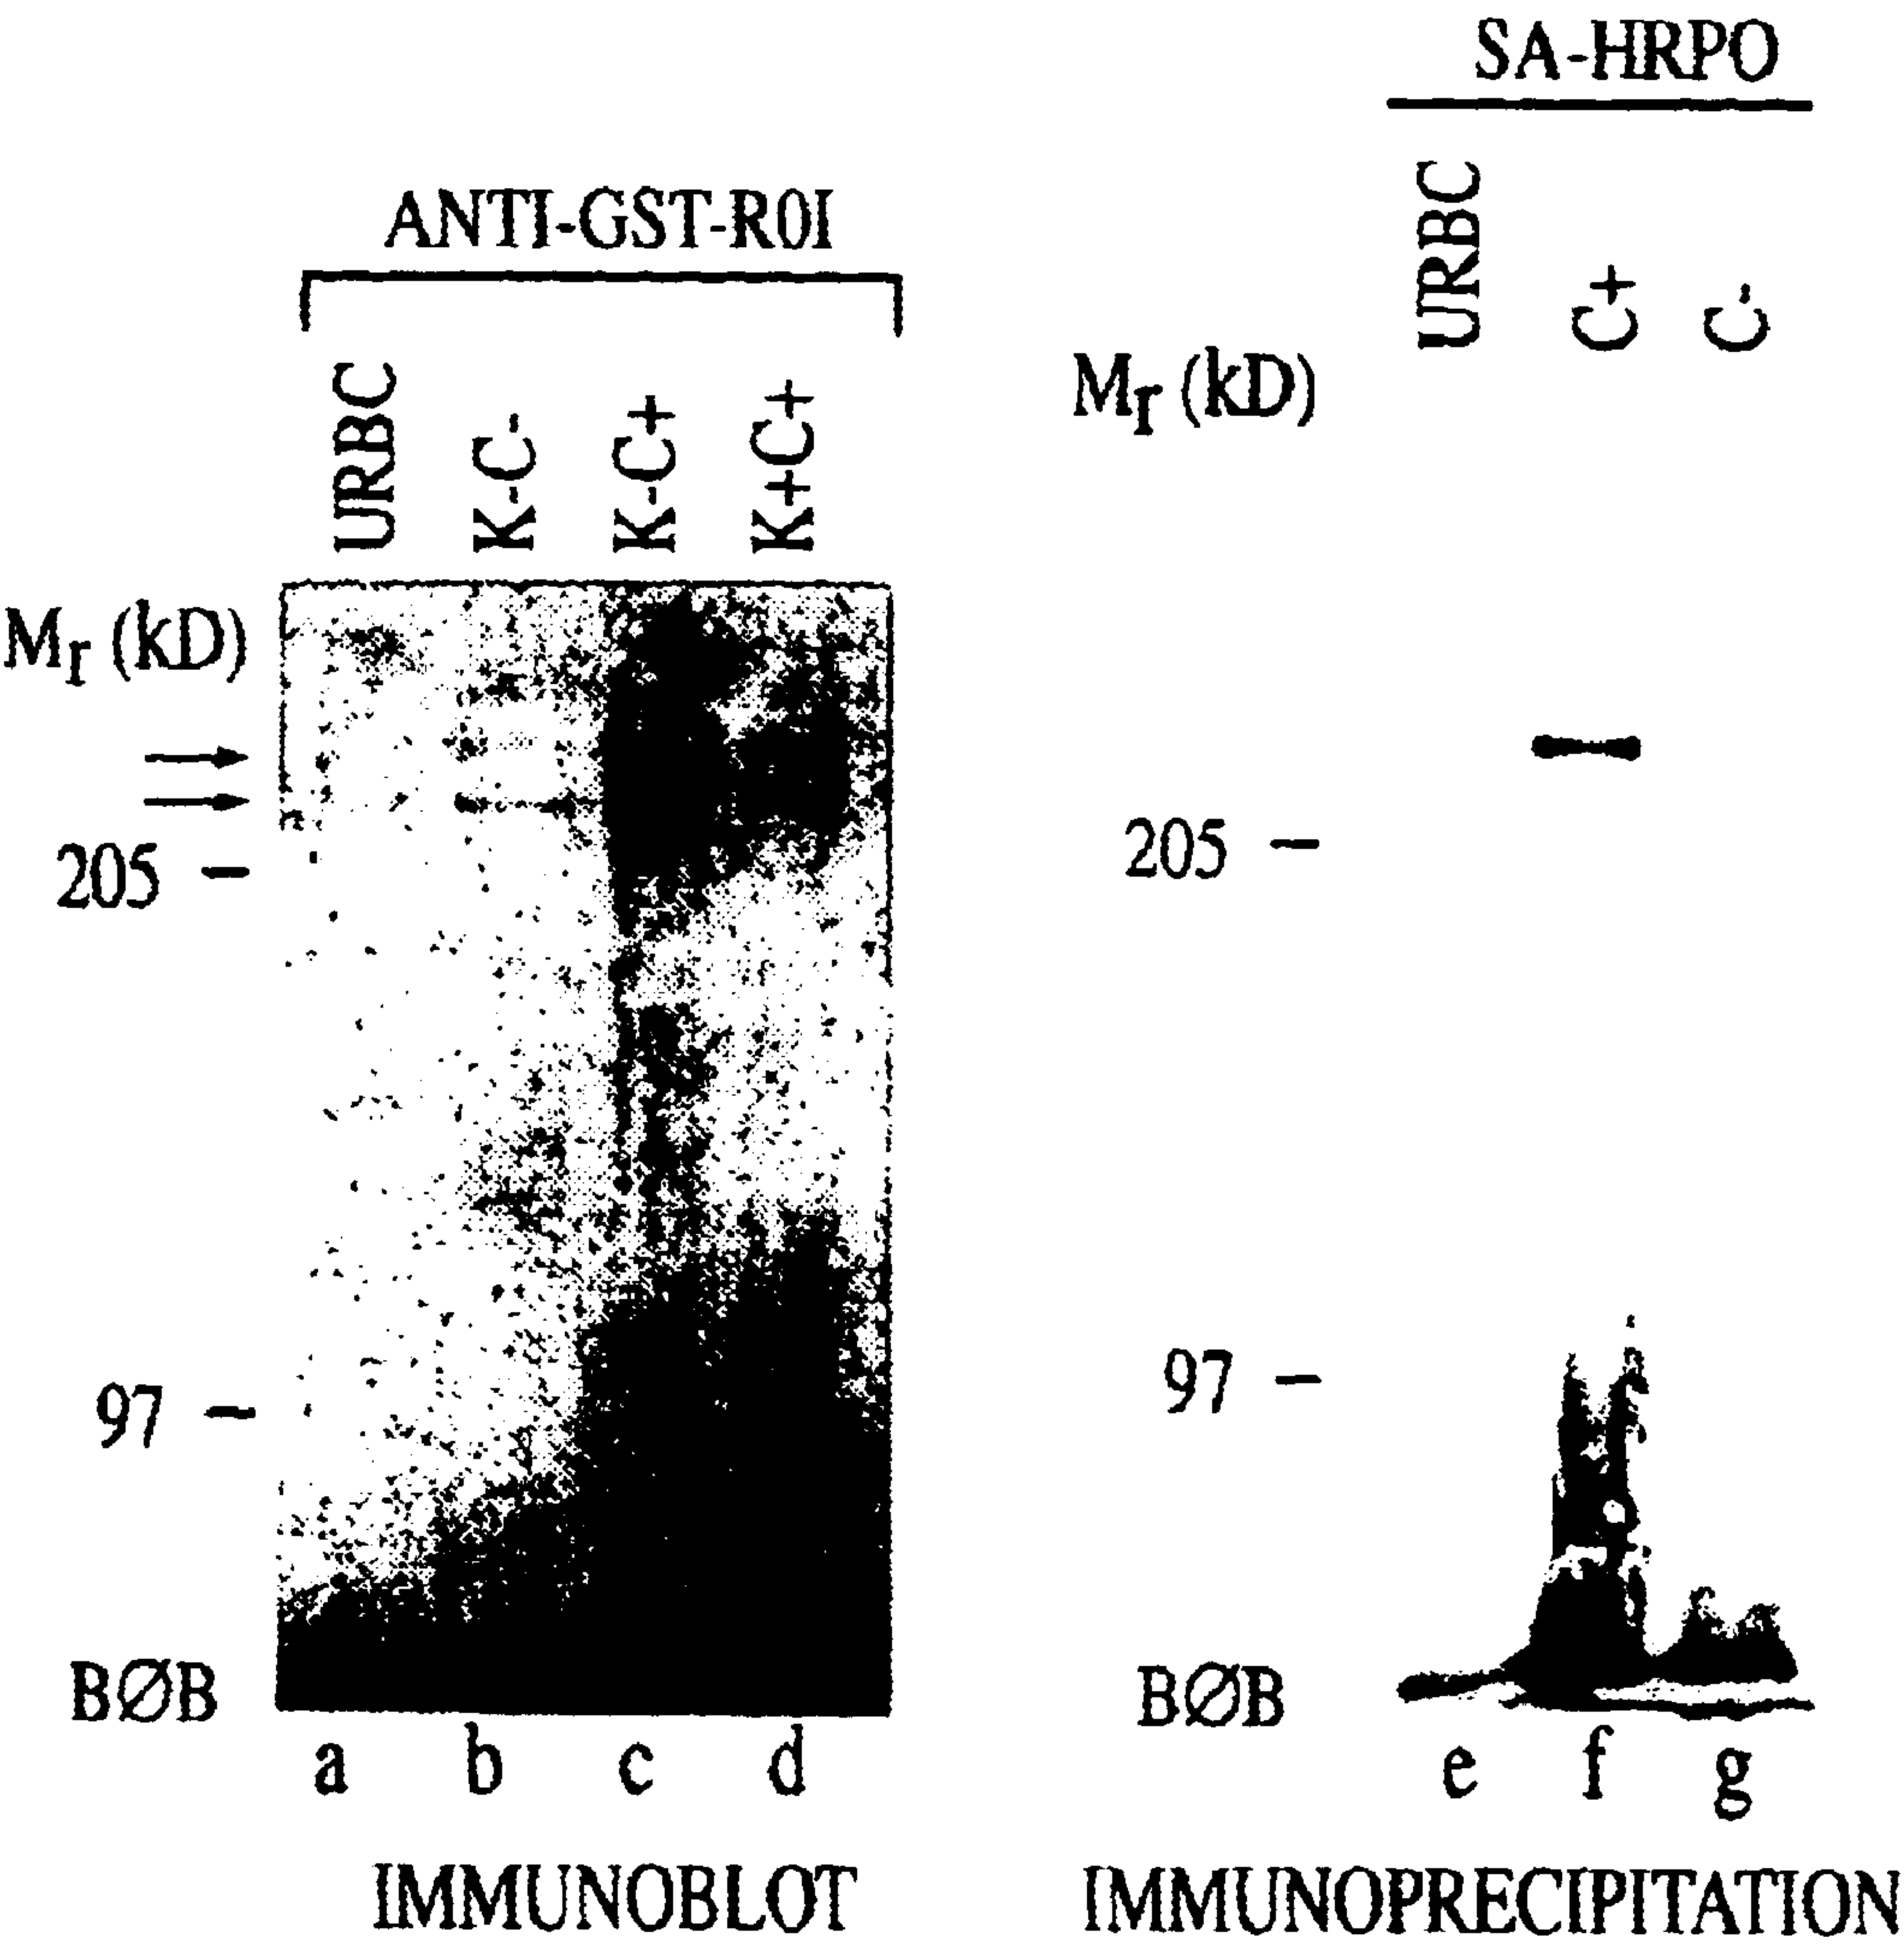 SA-HRPO
ANTI-GST-R0I
URBC
C+
C-
Mr (kD)
URBC
K-C-
K-C+
K+C+
Mr (kD)
205
205
97
97
BØB
BØB
a b c d
e f g
IMMUNOBLOT
IMMUNOPRECIPITATION